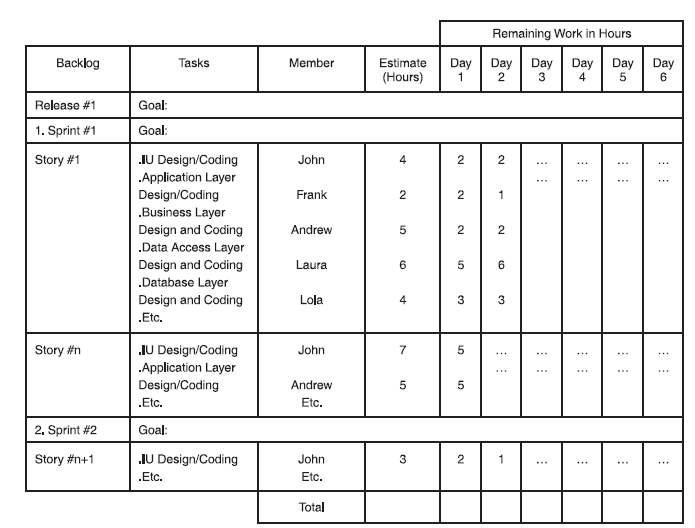 Remaining Work in Hours
Backlog Tasks Member Estimate (Hours) Day 1 Day 2 Day 3 Day 4 Day 5 Day 6
Release #1 Goal:
1. Sprint #1 Goal:
Story #1 .IU Design/Coding John 4 2 2 ... ... ... ...
.Application Layer ... ... ... ...
Design/Coding Frank 2 2 1
.Business Layer
Design and Coding Andrew 5 2 2
.Data Access Layer
Design and Coding Laura 6 5 6
.Database Layer
Design and Coding Lola 4 3 3
.Etc.
Story #n .IU Design/Coding John 7 5 ... ... ... ... ...
.Application Layer ... ... ... ... ...
Design/Coding Andrew 5 5
.Etc. Etc.
2. Sprint #2 Goal:
Story #n+1 .IU Design/Coding John 3 2 1 ... ... ... ...
.Etc. Etc.
Total